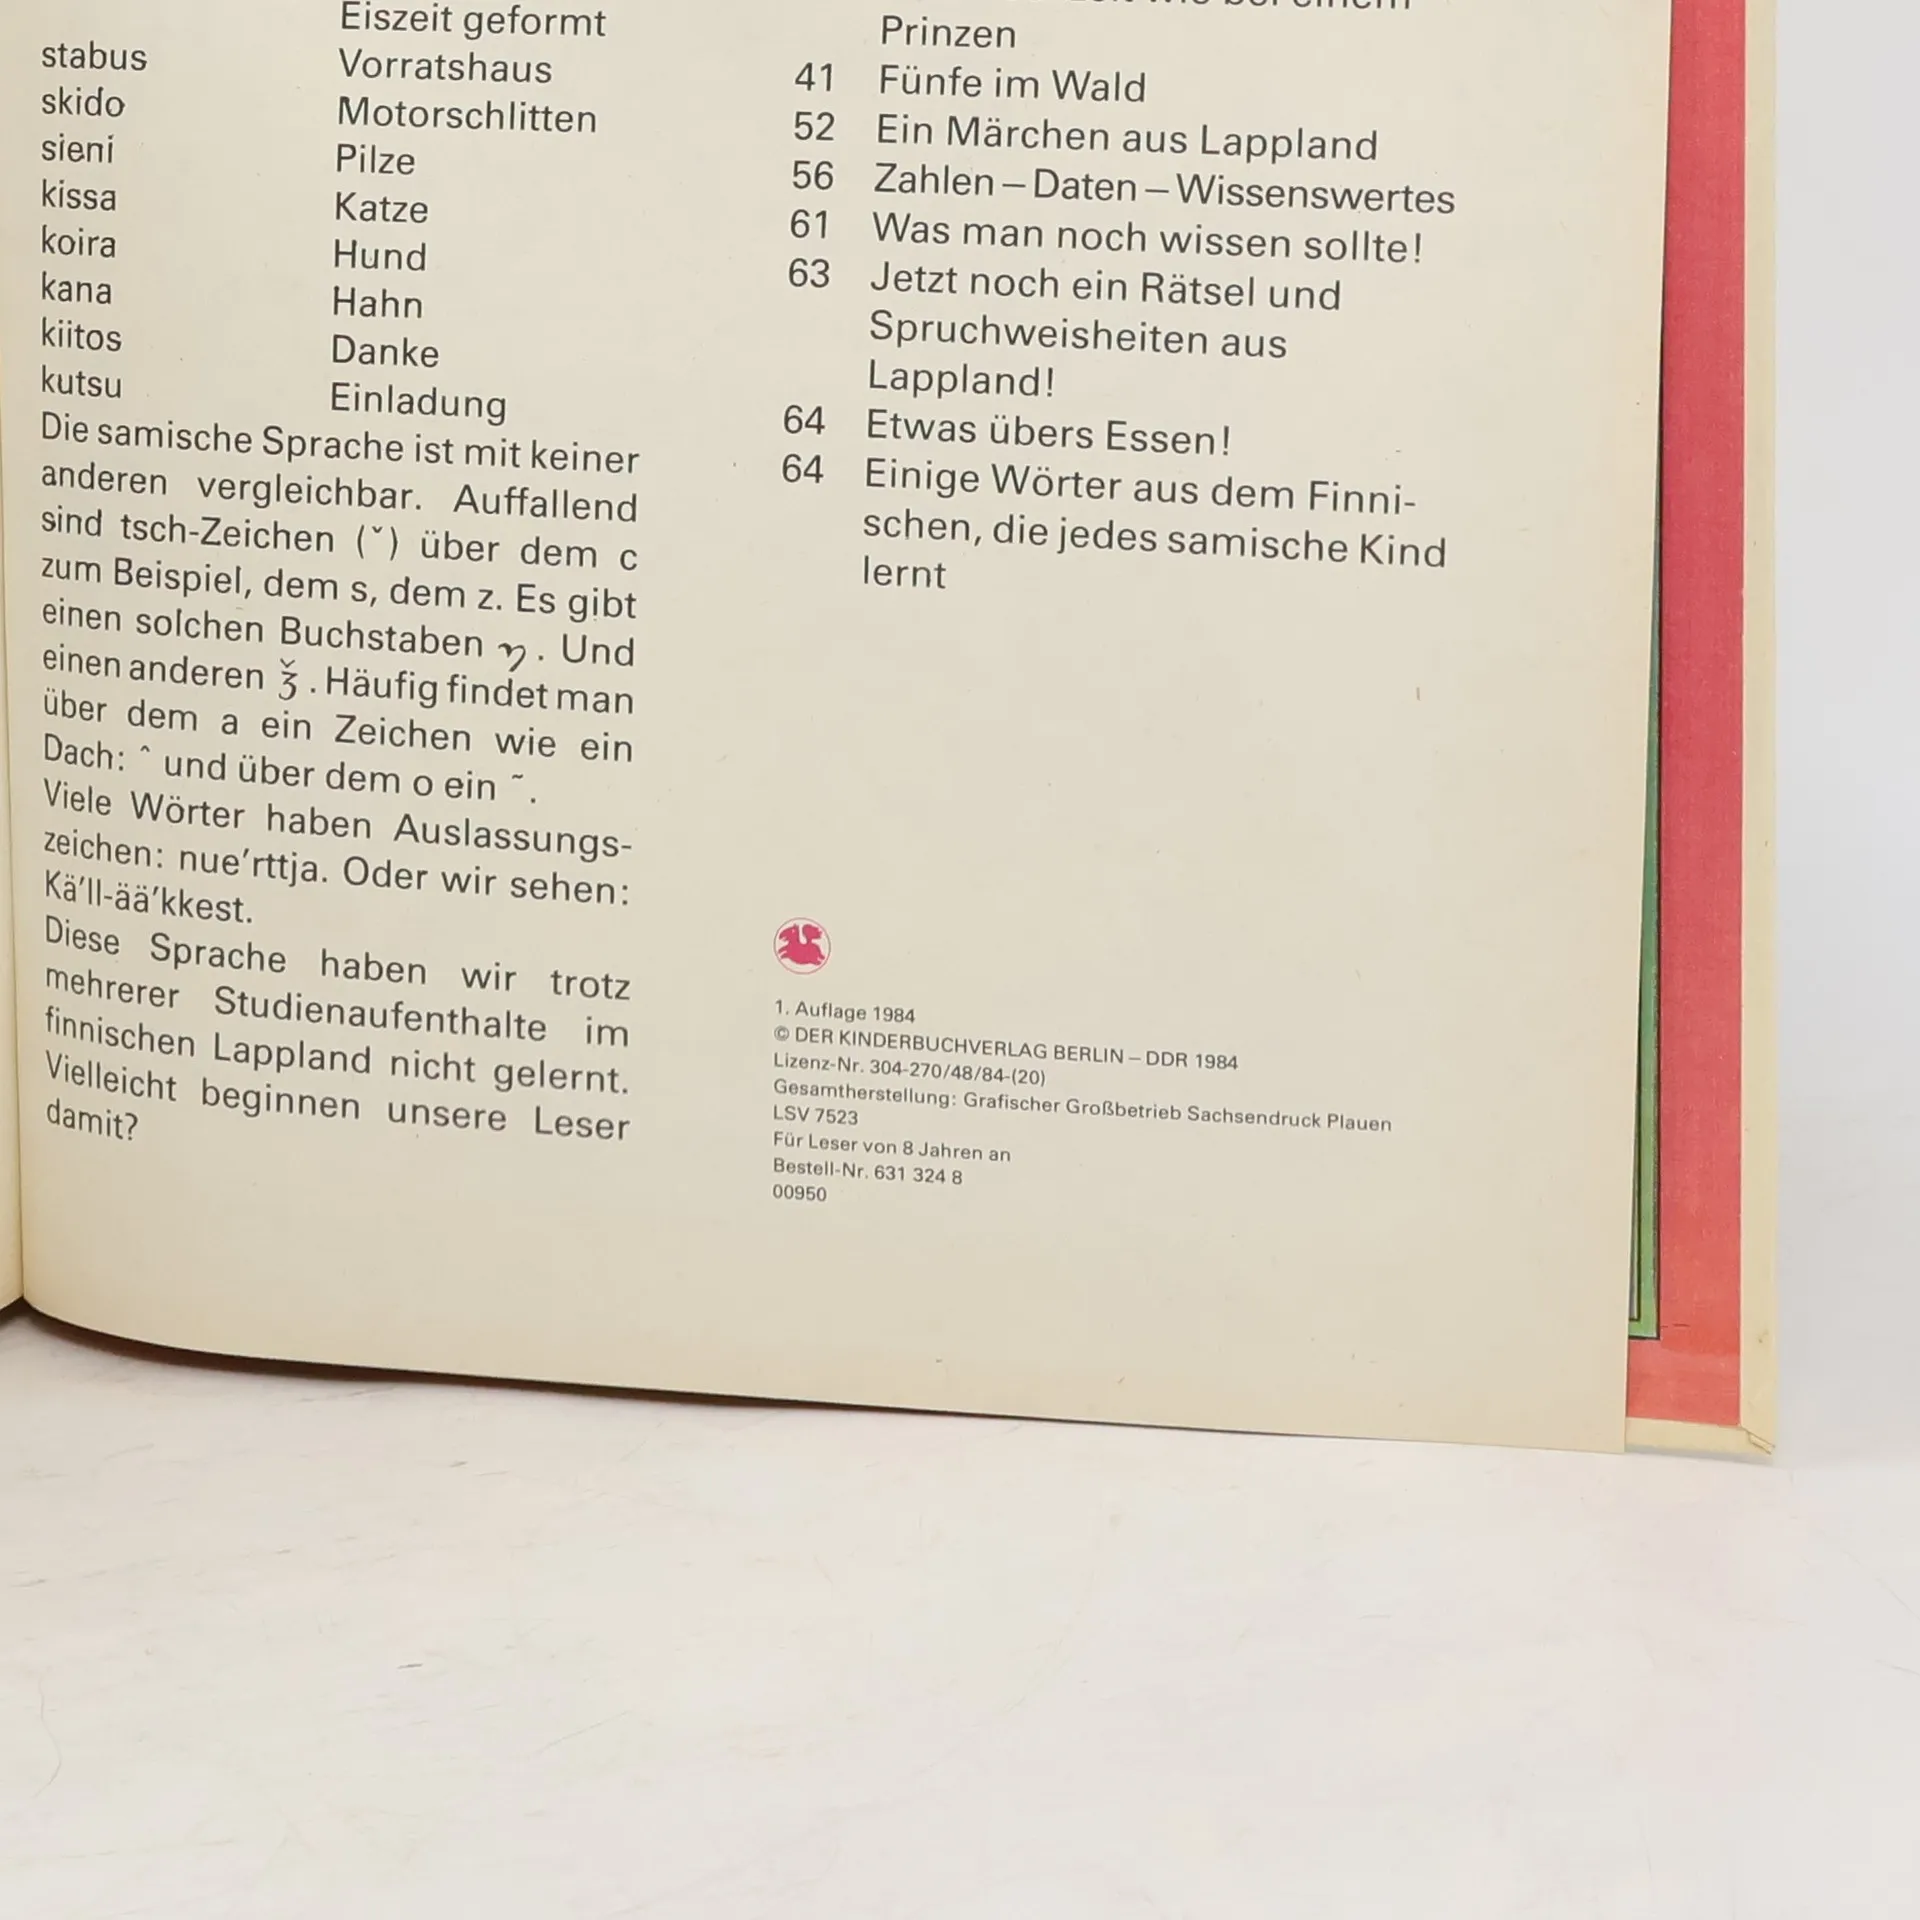 Eiszeit geformt
stabus Vorratshaus
skido Motorschlitten
sieni Pilze
kissa Katze
koira Hund
kana Hahn
kiitos Danke
kutsu Einladung
Die samische Sprache ist mit keiner
anderen vergleichbar. Auffallend
sind tsch-Zeichen (ˇ) über dem c
zum Beispiel, dem s, dem z. Es gibt
einen solchen Buchstaben ŋ. Und
einen anderen ǯ. Häufig findet man
über dem a ein Zeichen wie ein
Dach: ^ und über dem o ein ~.
Viele Wörter haben Auslassungs-
zeichen: nue′rttja. Oder wir sehen:
Kä′ll-ää′kkest.
Diese Sprache haben wir trotz
mehrerer Studienaufenthalte im
finnischen Lappland nicht gelernt.
Vielleicht beginnen unsere Leser
damit?
wie bei einem
Prinzen
41 Fünfe im Wald
52 Ein Märchen aus Lappland
56 Zahlen – Daten – Wissenswertes
61 Was man noch wissen sollte!
63 Jetzt noch ein Rätsel und
Spruchweisheiten aus
Lappland!
64 Etwas übers Essen!
64 Einige Wörter aus dem Finni-
schen, die jedes samische Kind
lernt
1. Auflage 1984
© DER KINDERBUCHVERLAG BERLIN – DDR 1984
Lizenz-Nr. 304-270/48/84-(20)
Gesamtherstellung: Grafischer Großbetrieb Sachsendruck Plauen
LSV 7523
Für Leser von 8 Jahren an
Bestell-Nr. 631 324 8
00950